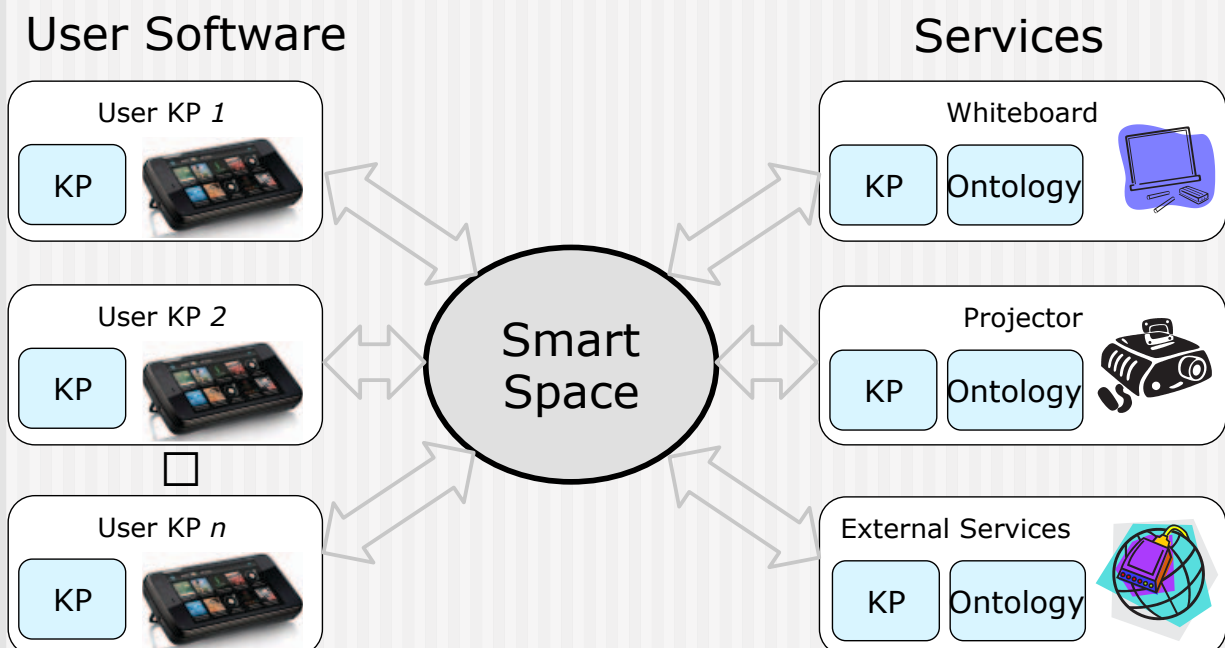 User Software
Services
User KP 1
KP
User KP 2
KP
User KP n
KP
Smart
Space
Whiteboard
KP
Ontology
Projector
KP
Ontology
External Services
KP
Ontology